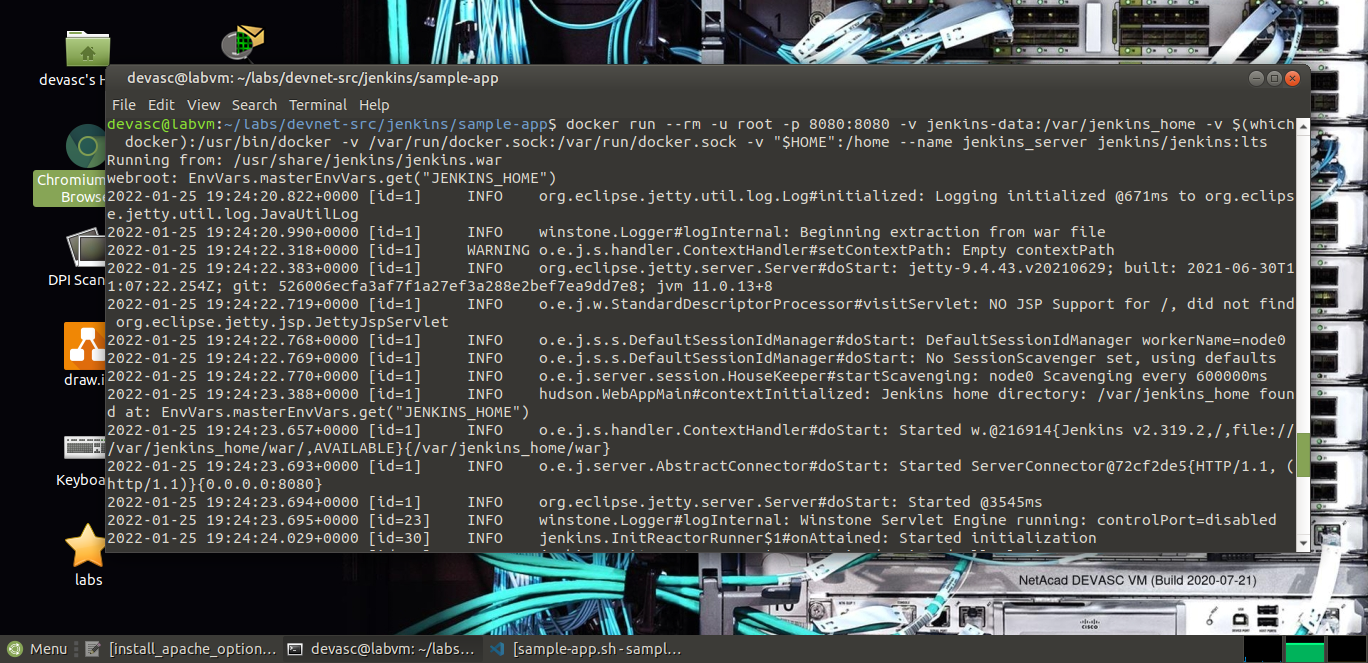 devasc's H
devasc@labvm: ~/labs/devnet-src/jenkins/sample-app
File Edit View Search Terminal Help
devasc@labvm:~/labs/devnet-src/jenkins/sample-app$ docker run --rm -u root -p 8080:8080 -v jenkins-data:/var/jenkins_home -v $(which
docker):/usr/bin/docker -v /var/run/docker.sock:/var/run/docker.sock -v "$HOME":/home --name jenkins_server jenkins/jenkins:lts
Running from: /usr/share/jenkins/jenkins.war
webroot: EnvVars.masterEnvVars.get("JENKINS_HOME")
2022-01-25 19:24:20.822+0000 [id=1] INFO org.eclipse.jetty.util.log.Log#initialized: Logging initialized @671ms to org.eclips
e.jetty.util.log.JavaUtilLog
2022-01-25 19:24:20.990+0000 [id=1] INFO winstone.Logger#logInternal: Beginning extraction from war file
2022-01-25 19:24:22.318+0000 [id=1] WARNING o.e.j.s.handler.ContextHandler#setContextPath: Empty contextPath
2022-01-25 19:24:22.383+0000 [id=1] INFO org.eclipse.jetty.server.Server#doStart: jetty-9.4.43.v20210629; built: 2021-06-30T1
1:07:22.254Z; git: 526006ecfa3af7f1a27ef3a288e2bef7ea9dd7e8; jvm 11.0.13+8
2022-01-25 19:24:22.719+0000 [id=1] INFO o.e.j.w.StandardDescriptorProcessor#visitServlet: NO JSP Support for /, did not find
org.eclipse.jetty.jsp.JettyJspServlet
2022-01-25 19:24:22.768+0000 [id=1] INFO o.e.j.s.s.DefaultSessionIdManager#doStart: DefaultSessionIdManager workerName=node0
2022-01-25 19:24:22.769+0000 [id=1] INFO o.e.j.s.s.DefaultSessionIdManager#doStart: No SessionScavenger set, using defaults
2022-01-25 19:24:22.770+0000 [id=1] INFO o.e.j.server.session.HouseKeeper#startScavenging: node0 Scavenging every 600000ms
2022-01-25 19:24:23.388+0000 [id=1] INFO hudson.WebAppMain#contextInitialized: Jenkins home directory: /var/jenkins_home foun
d at: EnvVars.masterEnvVars.get("JENKINS_HOME")
2022-01-25 19:24:23.657+0000 [id=1] INFO o.e.j.s.handler.ContextHandler#doStart: Started w.@216914{Jenkins v2.319.2,/,file://
/var/jenkins_home/war/,AVAILABLE}{/var/jenkins_home/war}
2022-01-25 19:24:23.693+0000 [id=1] INFO o.e.j.server.AbstractConnector#doStart: Started ServerConnector@72cf2de5{HTTP/1.1, (
http/1.1)}{0.0.0.0:8080}
2022-01-25 19:24:23.694+0000 [id=1] INFO org.eclipse.jetty.server.Server#doStart: Started @3545ms
2022-01-25 19:24:23.695+0000 [id=23] INFO winstone.Logger#logInternal: Winstone Servlet Engine running: controlPort=disabled
2022-01-25 19:24:24.029+0000 [id=30] INFO jenkins.InitReactorRunner$1#onAttained: Started initialization
Chromium
Browse
DPI Scan
draw.i
Keyboa
labs
NetAcad DEVASC VM (Build 2020-07-21)
cisco
Menu
[install_apache_option...
devasc@labvm: ~/labs...
[sample-app.sh - sampl...